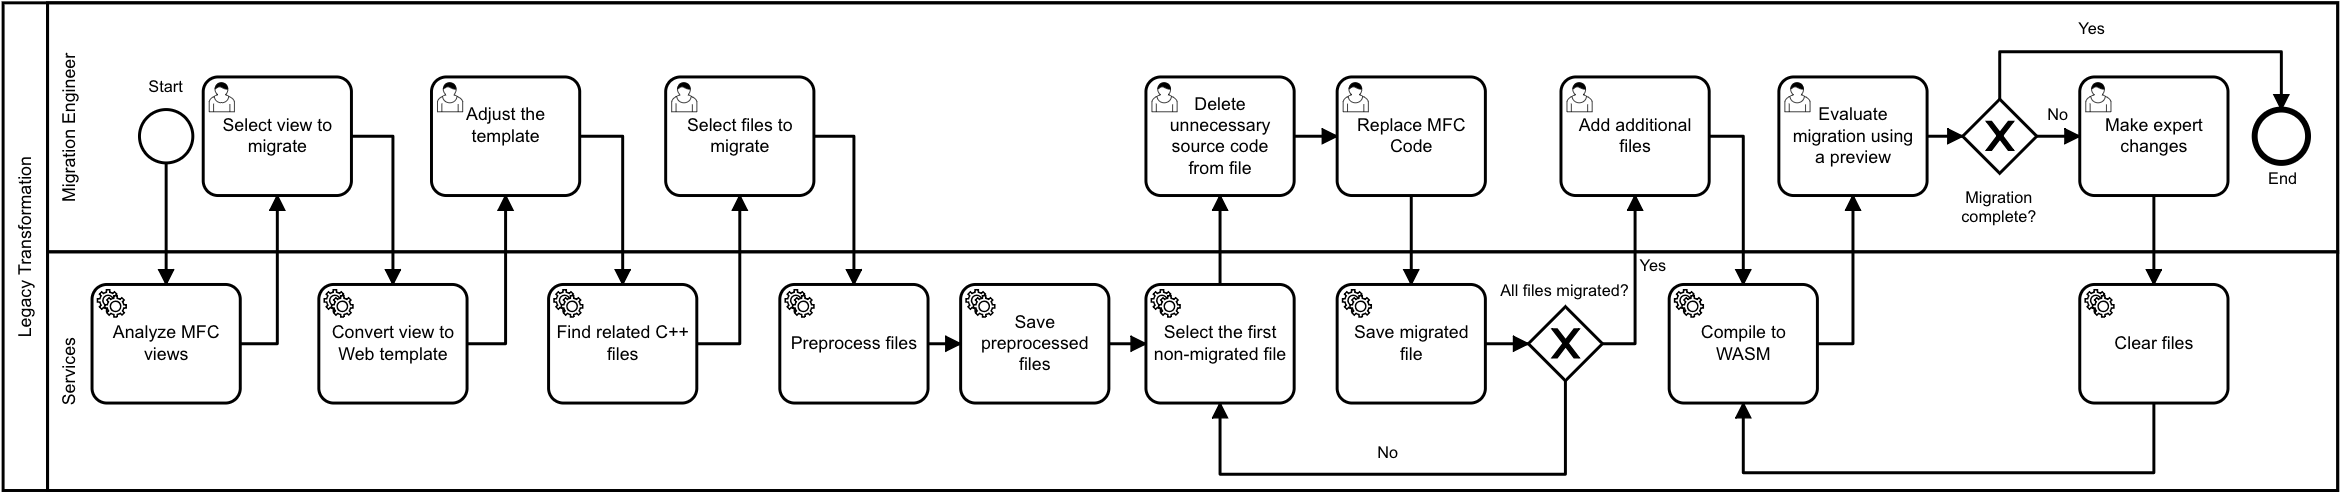 Legacy Transformation
Migration Engineer
Start
Select view to
migrate
Adjust the
template
Select files to
migrate
Delete
unnecessary
source code
from file
Replace MFC
Code
Add additional
files
Evaluate
migration using
a preview
Migration
complete?
Yes
No
Make expert
changes
End
Services
Analyze MFC
views
Convert view to
Web template
Find related C++
files
Preprocess files
Save
preprocessed
files
Select the first
non-migrated file
Save migrated
file
All files migrated?
Yes
No
Compile to
WASM
Clear files